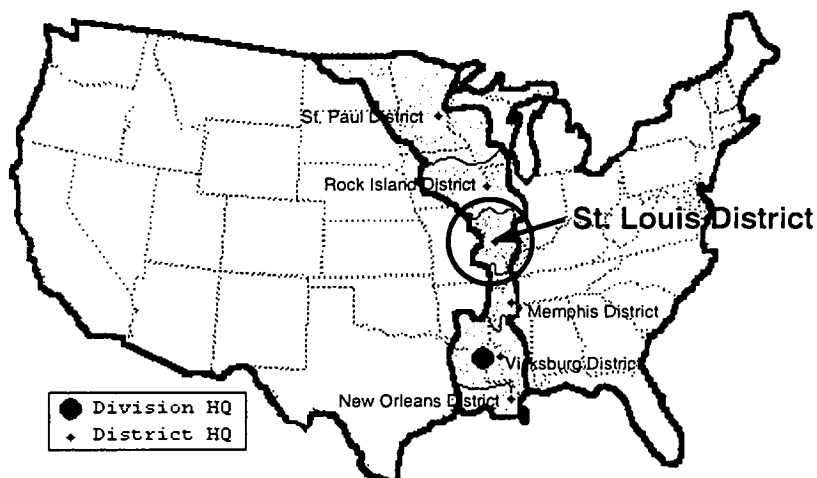 St. Paul District
Rock Island District
St. Louis District
Memphis District
Vicksburg District
New Orleans District
Division HQ
District HQ